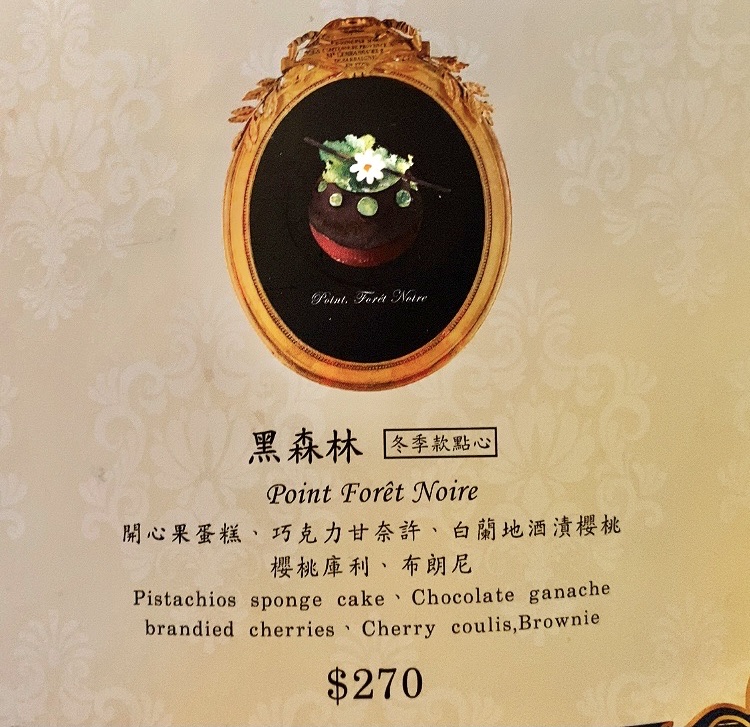 Point. Forêt Noire
黑森林 冬季款點心
Point Forêt Noire
開心果蛋糕、巧克力甘奈許、白蘭地酒漬櫻桃
櫻桃庫利、布朗尼
Pistachios sponge cake、Chocolate ganache
brandied cherries、Cherry coulis,Brownie
$270